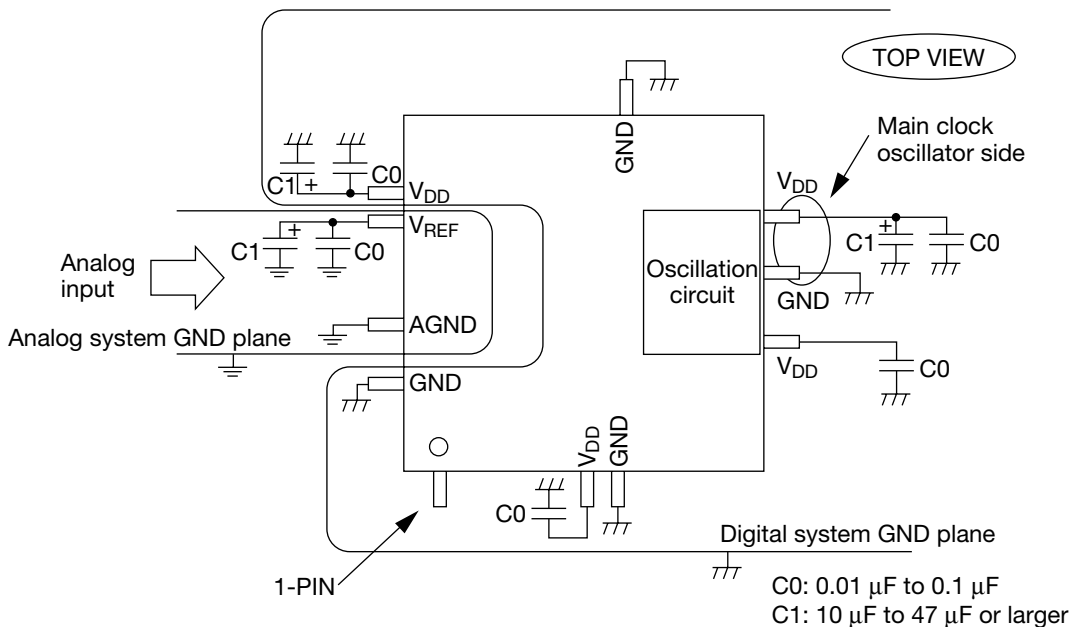 TOP VIEW
GND
Main clock
oscillator side
C1
+
C0
VDD
VDD
VREF
C1
+
C0
C1
+
C0
Analog
input
Oscillation
circuit
GND
AGND
Analog system GND plane
VDD
C0
GND
VDD
GND
C0
Digital system GND plane
1-PIN
C0: 0.01 μF to 0.1 μF
C1: 10 μF to 47 μF or larger